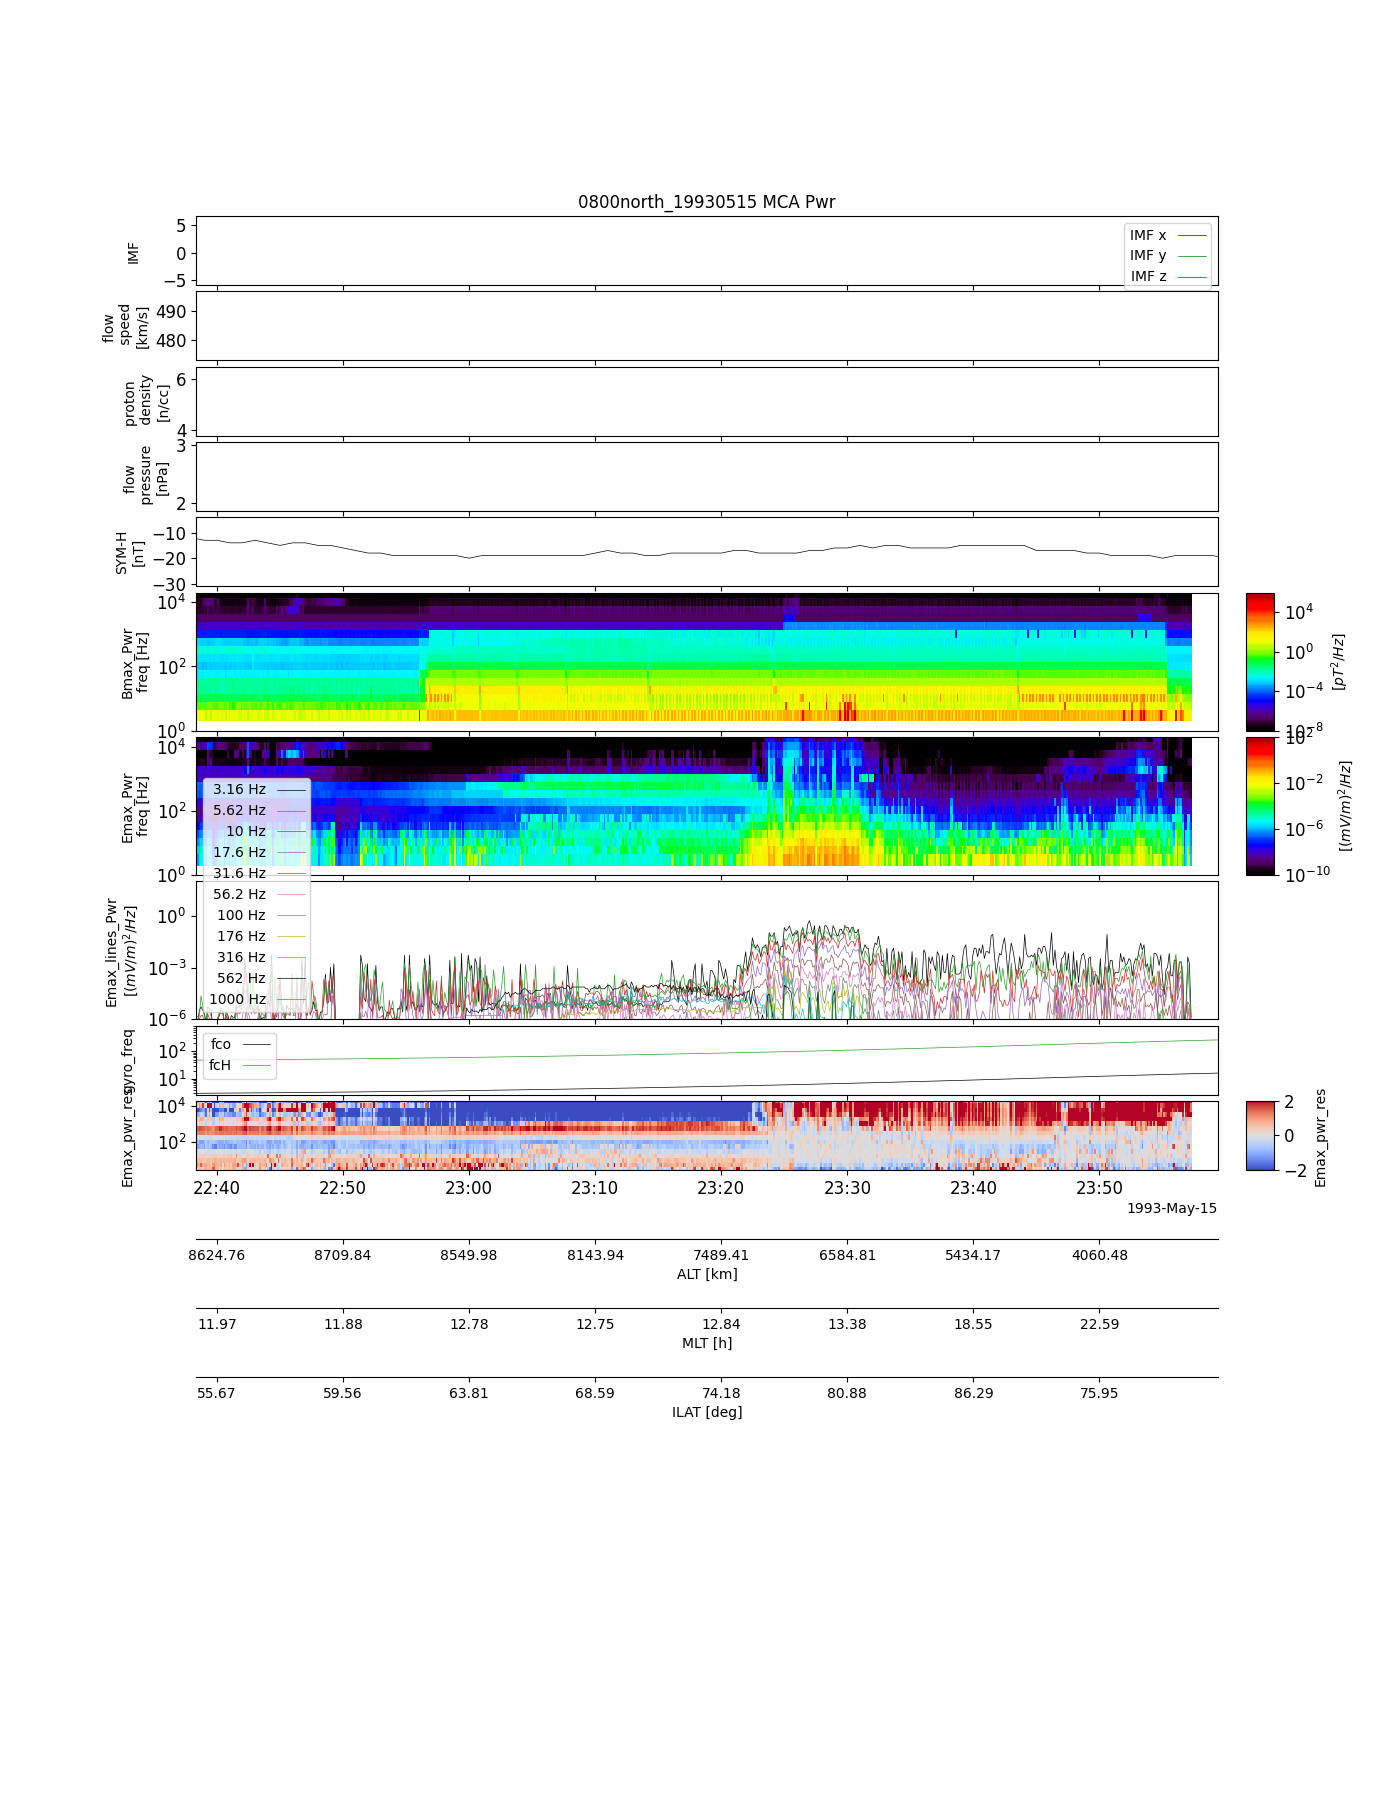 0800north_19930515 MCA Pwr
5
0
−5
IMF
IMF x
IMF y
IMF z
490
480
flow
speed
[km/s]
6
4
proton
density
[n/cc]
3
2
flow
pressure
[nPa]
−10
−20
−30
SYM-H
[nT]
10^4
10^2
10^0
Bmax_Pwr
freq [Hz]
10^4
10^0
10^−4
10^−8
[pT^2/Hz]
10^4
10^2
10^0
Emax_Pwr
freq [Hz]
10^2
10^−2
10^−6
10^−10
[(mV/m)^2/Hz]
3.16 Hz
5.62 Hz
10 Hz
17.6 Hz
31.6 Hz
56.2 Hz
100 Hz
176 Hz
316 Hz
562 Hz
1000 Hz
10^0
10^−3
10^−6
Emax_lines_Pwr
[(mV/m)^2/Hz]
10^2
10^1
gyro_freq
fco
fcH
10^4
10^2
Emax_pwr_res
2
0
−2
Emax_pwr_res
22:40 22:50 23:00 23:10 23:20 23:30 23:40 23:50
1993-May-15
8624.76 8709.84 8549.98 8143.94 7489.41 6584.81 5434.17 4060.48
ALT [km]
11.97 11.88 12.78 12.75 12.84 13.38 18.55 22.59
MLT [h]
55.67 59.56 63.81 68.59 74.18 80.88 86.29 75.95
ILAT [deg]